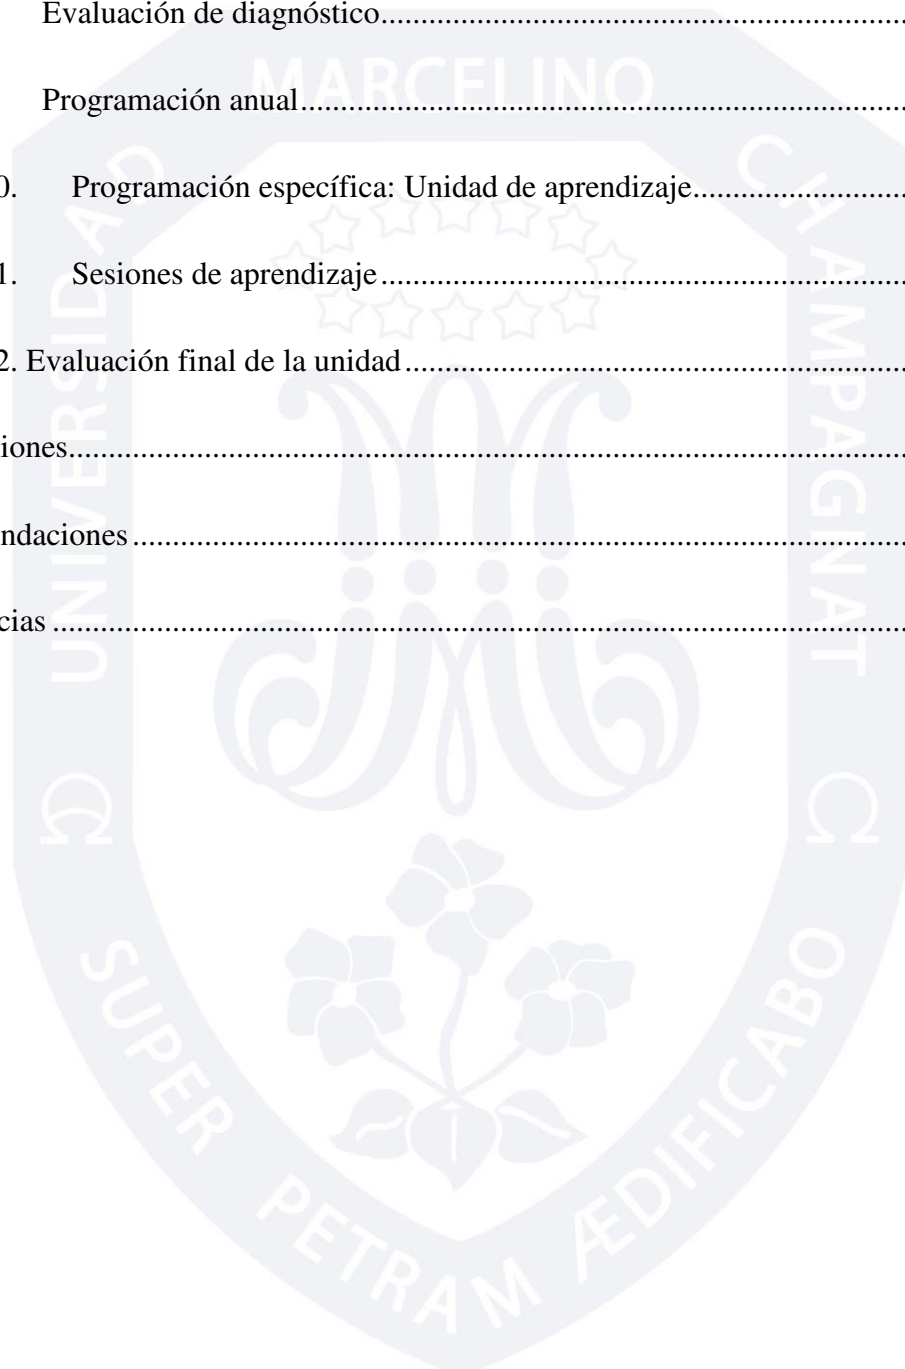 Evaluación de diagnóstico
Programación anual
0. Programación específica: Unidad de aprendizaje
1. Sesiones de aprendizaje
2. Evaluación final de la unidad
iones
ndaciones
cias
UNIVERSIDAD MARCELINO CHAMPAGNAT
SUPER PETRAM ÆDIFICABO